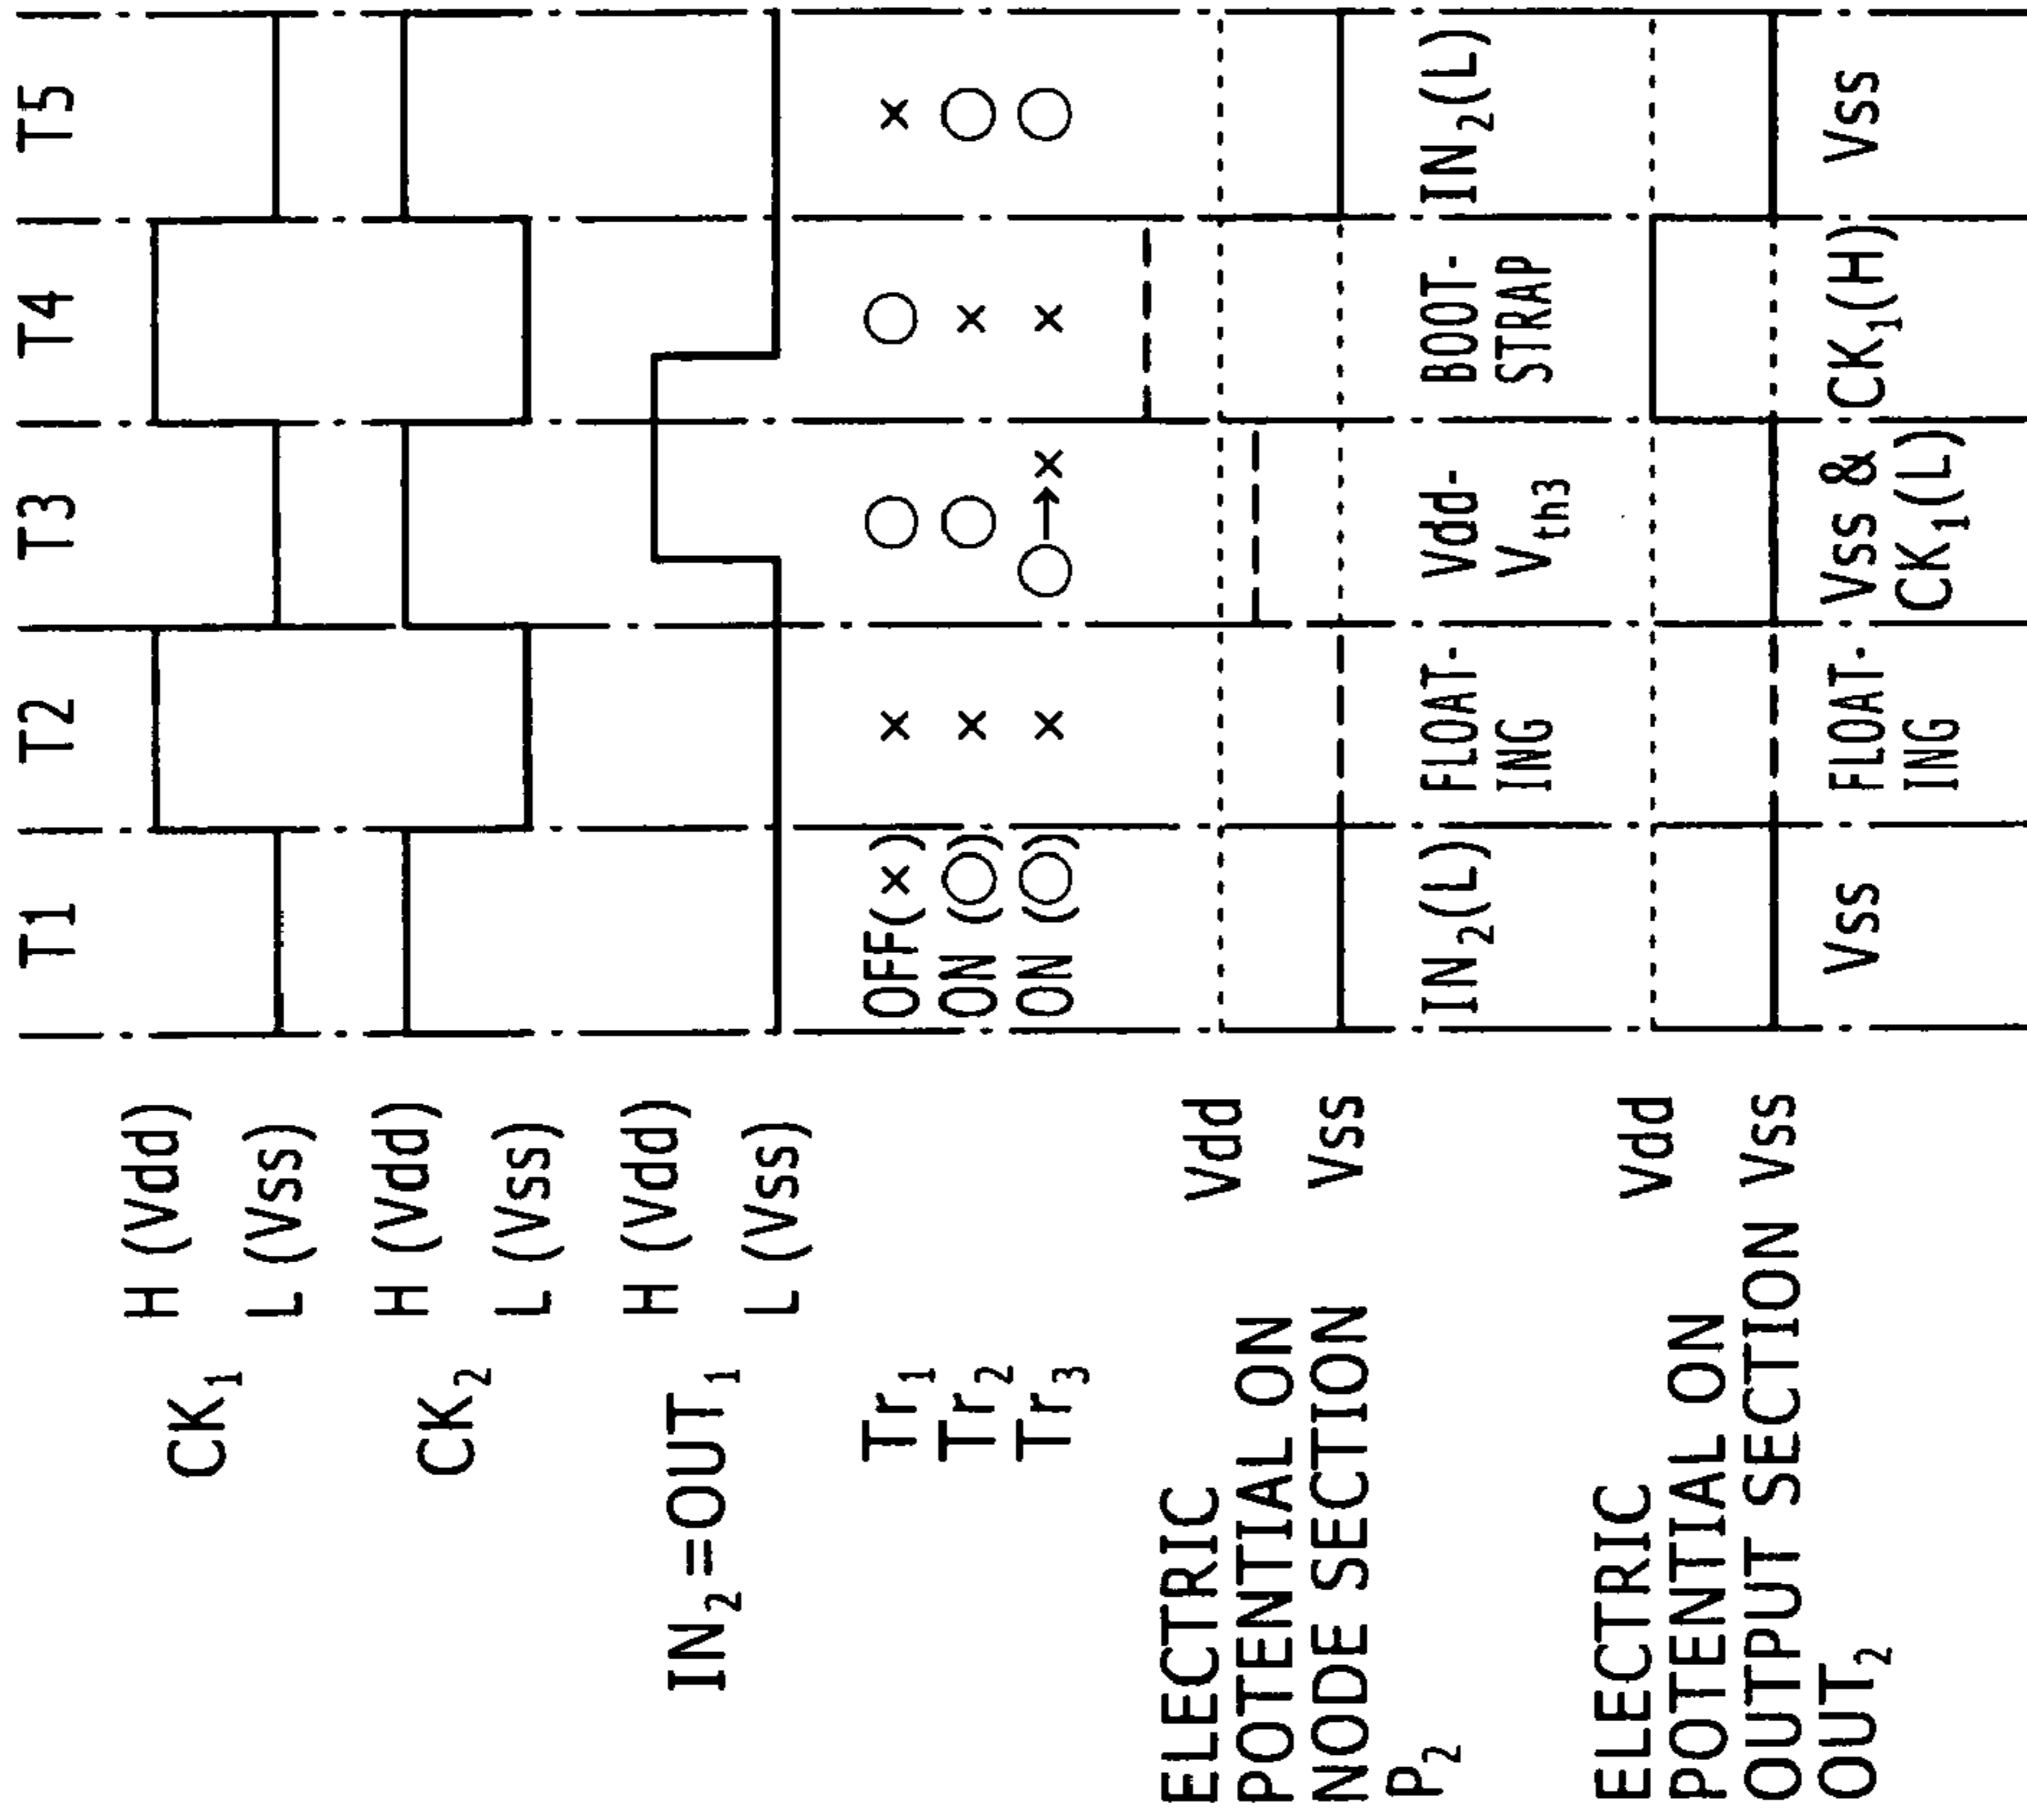 T1 T2 T3 T4 T5
CK1
H (Vdd)
L (Vss)
CK2
H (Vdd)
L (Vss)
IN2=OUT1
H (Vdd)
L (Vss)
Tr1 OFF(×) × ○ ○ ×
Tr2 ON (○) × ○ × ○
Tr3 ON (○) × ○→× × ○
ELECTRIC
POTENTIAL ON
NODE SECTION
P2
Vdd
Vss
IN2(L)
FLOAT-
ING
Vdd-
Vth3
BOOT-
STRAP
IN2(L)
ELECTRIC
POTENTIAL ON
OUTPUT SECTION
OUT2
Vdd
Vss
Vss
FLOAT-
ING
Vss &
CK1(L)
CK1(H)
Vss